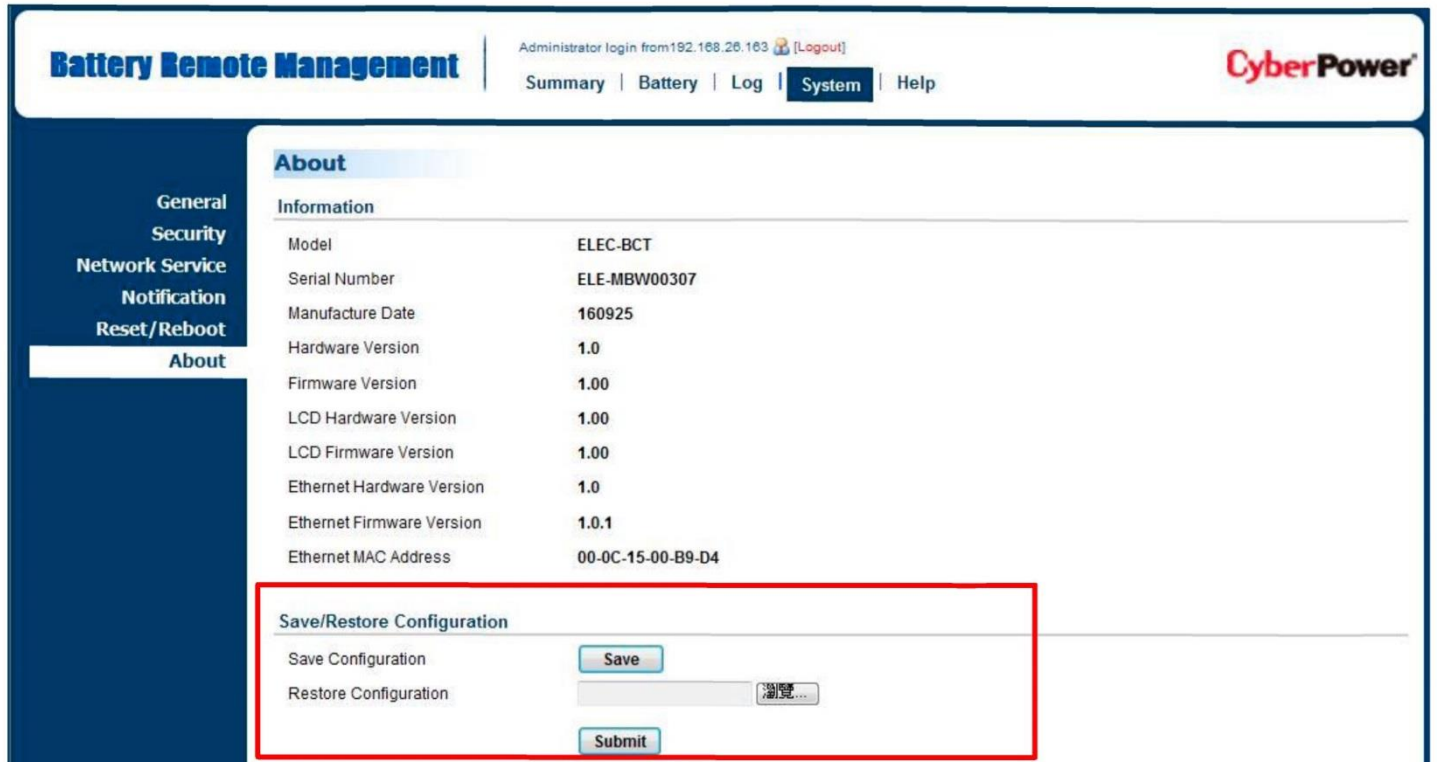 Battery Remote Management
Administrator login from192.168.26.163 [Logout]
Summary | Battery | Log | System | Help
CyberPower
General
Security
Network Service
Notification
Reset/Reboot
About
About
Information
Model ELEC-BCT
Serial Number ELE-MBW00307
Manufacture Date 160925
Hardware Version 1.0
Firmware Version 1.00
LCD Hardware Version 1.00
LCD Firmware Version 1.00
Ethernet Hardware Version 1.0
Ethernet Firmware Version 1.0.1
Ethernet MAC Address 00-0C-15-00-B9-D4
Save/Restore Configuration
Save Configuration Save
Restore Configuration 瀏覽...
Submit